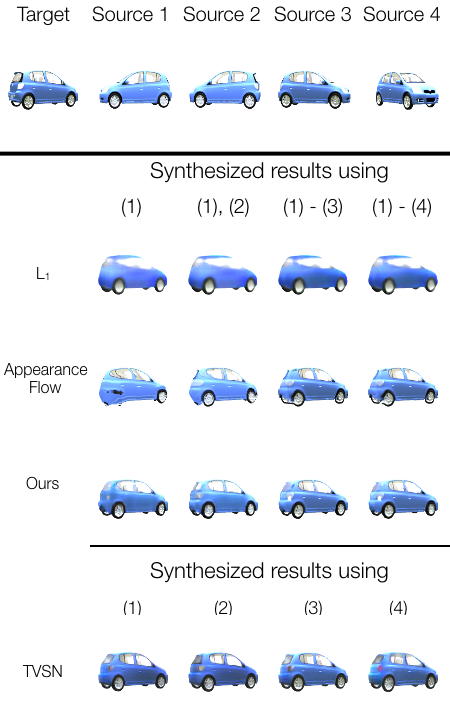 Target Source 1 Source 2 Source 3 Source 4
Synthesized results using
(1) (1), (2) (1) - (3) (1) - (4)
L₁
Appearance
Flow
Ours
Synthesized results using
(1) (2) (3) (4)
TVSN